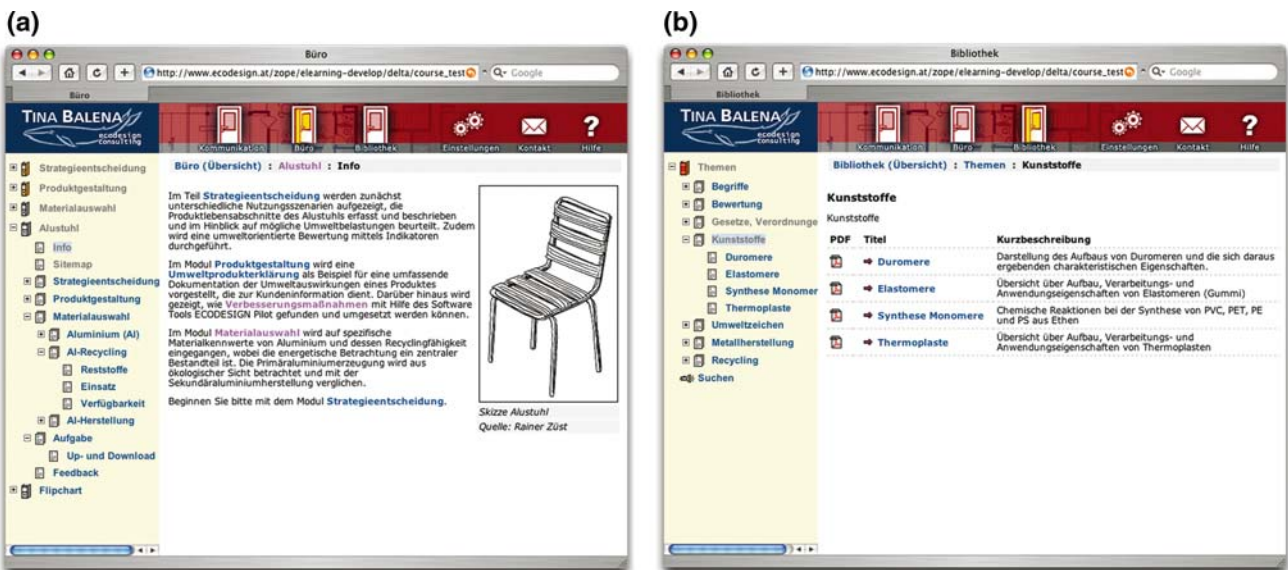 (a)
Büro
http://www.ecodesign.at/zope/elearning-develop/delta/course_test
Google
Büro
TINA BALENA
ecodesign
consulting
Kommunikation
Büro
Bibliothek
Einstellungen
Kontakt
Hilfe
Strategieentscheidung
Produktgestaltung
Materialauswahl
Alustuhl
Info
Sitemap
Strategieentscheidung
Produktgestaltung
Materialauswahl
Aluminium (Al)
Al-Recycling
Reststoffe
Einsatz
Verfügbarkeit
Al-Herstellung
Aufgabe
Up- und Download
Feedback
Flipchart
Büro (Übersicht) : Alustuhl : Info
Im Teil Strategieentscheidung werden zunächst
unterschiedliche Nutzungsszenarien aufgezeigt, die
Produktlebensabschnitte des Alustuhls erfasst und beschrieben
und im Hinblick auf mögliche Umweltbelastungen beurteilt. Zudem
wird eine umweltorientierte Bewertung mittels Indikatoren
durchgeführt.
Im Modul Produktgestaltung wird eine
Umweltprodukterklärung als Beispiel für eine umfassende
Dokumentation der Umweltauswirkungen eines Produktes
vorgestellt, die zur Kundeninformation dient. Darüber hinaus wird
gezeigt, wie Verbesserungsmaßnahmen mit Hilfe des Software
Tools ECODESIGN Pilot gefunden und umgesetzt werden können.
Im Modul Materialauswahl wird auf spezifische
Materialkennwerte von Aluminium und dessen Recyclingfähigkeit
eingegangen, wobei die energetische Betrachtung ein zentraler
Bestandteil ist. Die Primäraluminiumerzeugung wird aus
ökologischer Sicht betrachtet und mit der
Sekundäraluminiumherstellung verglichen.
Beginnen Sie bitte mit dem Modul Strategieentscheidung.
Skizze Alustuhl
Quelle: Rainer Züst
(b)
Bibliothek
http://www.ecodesign.at/zope/elearning-develop/delta/course_test
Google
Bibliothek
TINA BALENA
ecodesign
consulting
Kommunikation
Büro
Bibliothek
Einstellungen
Kontakt
Hilfe
Themen
Begriffe
Bewertung
Gesetze, Verordnunge
Kunststoffe
Duromere
Elastomere
Synthese Monomer
Thermoplaste
Umweltzeichen
Metallherstellung
Recycling
Suchen
Bibliothek (Übersicht) : Themen : Kunststoffe
Kunststoffe
Kunststoffe
PDF Titel Kurzbeschreibung
Duromere
Darstellung des Aufbaus von Duromeren und die sich daraus
ergebenden charakteristischen Eigenschaften.
Elastomere
Übersicht über Aufbau, Verarbeitungs- und
Anwendungseigenschaften von Elastomeren (Gummi)
Synthese Monomere
Chemische Reaktionen bei der Synthese von PVC, PET, PE
und PS aus Ethen
Thermoplaste
Übersicht über Aufbau, Verarbeitungs- und
Anwendungseigenschaften von Thermoplasten